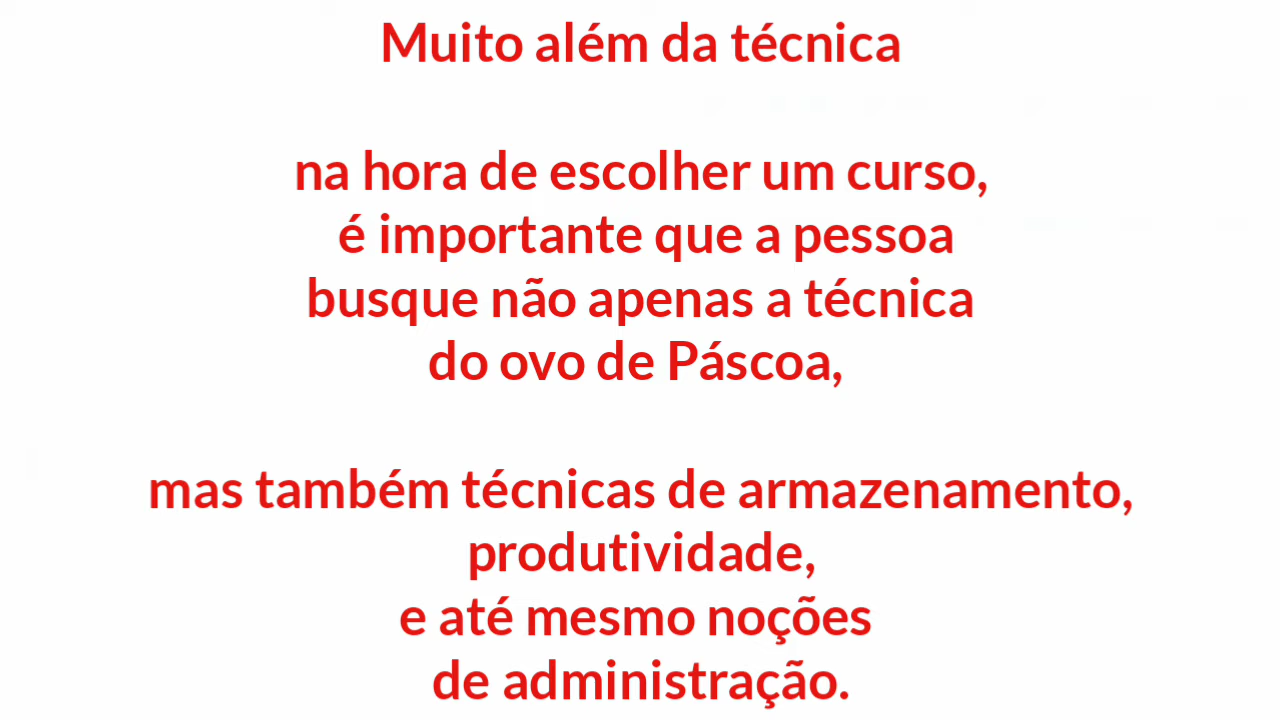 Muito além da técnica
na hora de escolher um curso,
é importante que a pessoa
busque não apenas a técnica
do ovo de Páscoa,
mas também técnicas de armazenamento,
produtividade,
e até mesmo noções
de administração.